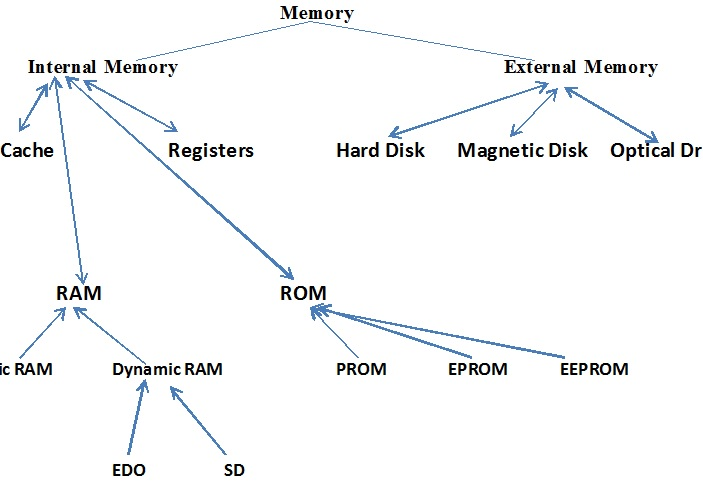 Memory
Internal Memory External Memory
Cache Registers Hard Disk Magnetic Disk Optical Dr
RAM ROM
ic RAM Dynamic RAM PROM EPROM EEPROM
EDO SD